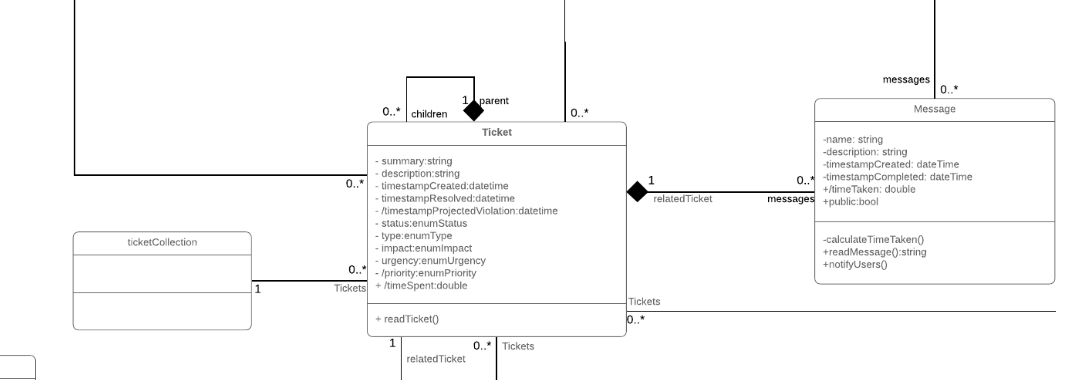 messages
0..*
Message
-name: string
-description: string
-timestampCreated: dateTime
-timestampCompleted: dateTime
+/timeTaken: double
+public:bool
-calculateTimeTaken()
+readMessage():string
+notifyUsers()
0..*
children
1
parent
0..*
Ticket
- summary:string
- description:string
- timestampCreated:datetime
- timestampResolved:datetime
- /timestampProjectedViolation:datetime
- status:enumStatus
- type:enumType
- impact:enumImpact
- urgency:enumUrgency
- /priority:enumPriority
+ /timeSpent:double
+ readTicket()
0..*
1
relatedTicket
0..*
messages
ticketCollection
1
0..*
Tickets
Tickets
0..*
1
relatedTicket
0..*
Tickets